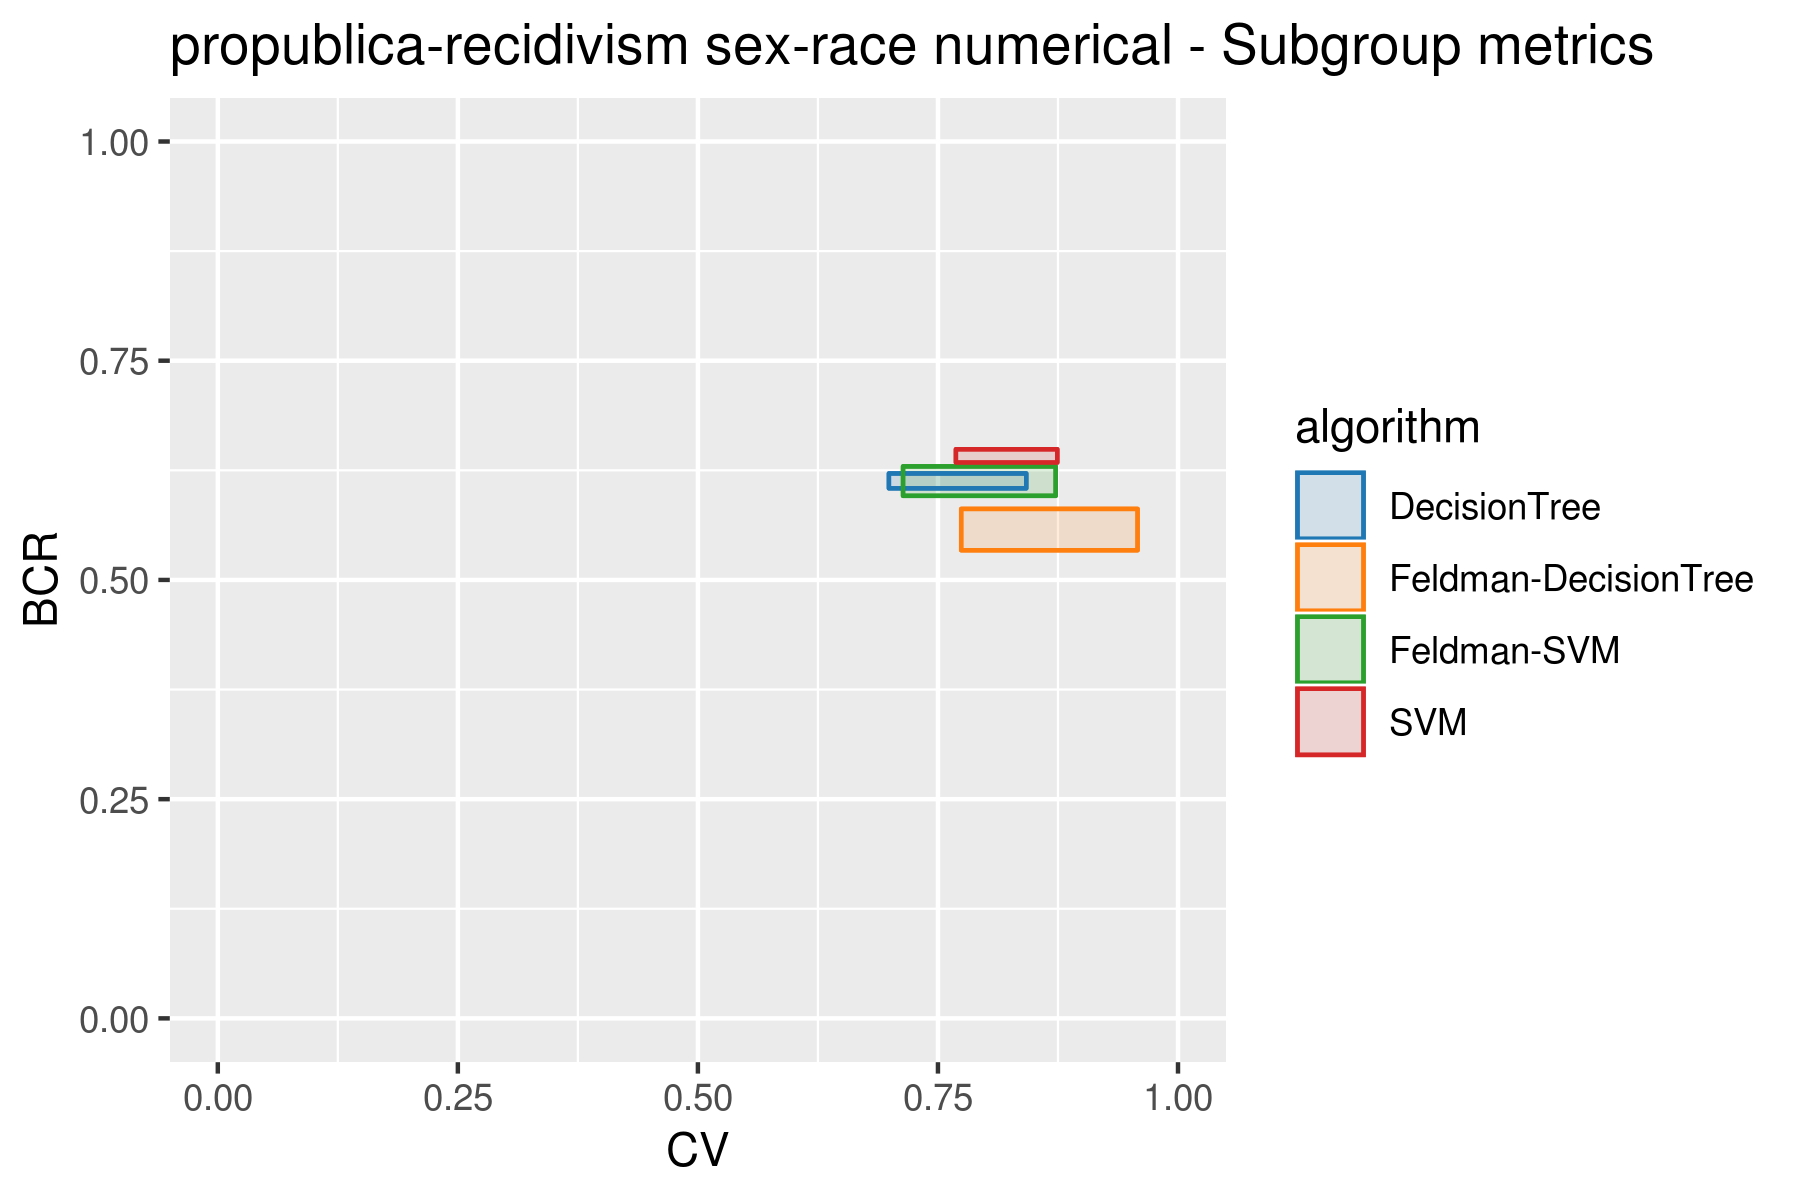 propublica-recidivism sex-race numerical - Subgroup metrics
1.00
0.75
0.50
0.25
0.00
BCR
0.00 0.25 0.50 0.75 1.00
CV
algorithm
DecisionTree
Feldman-DecisionTree
Feldman-SVM
SVM